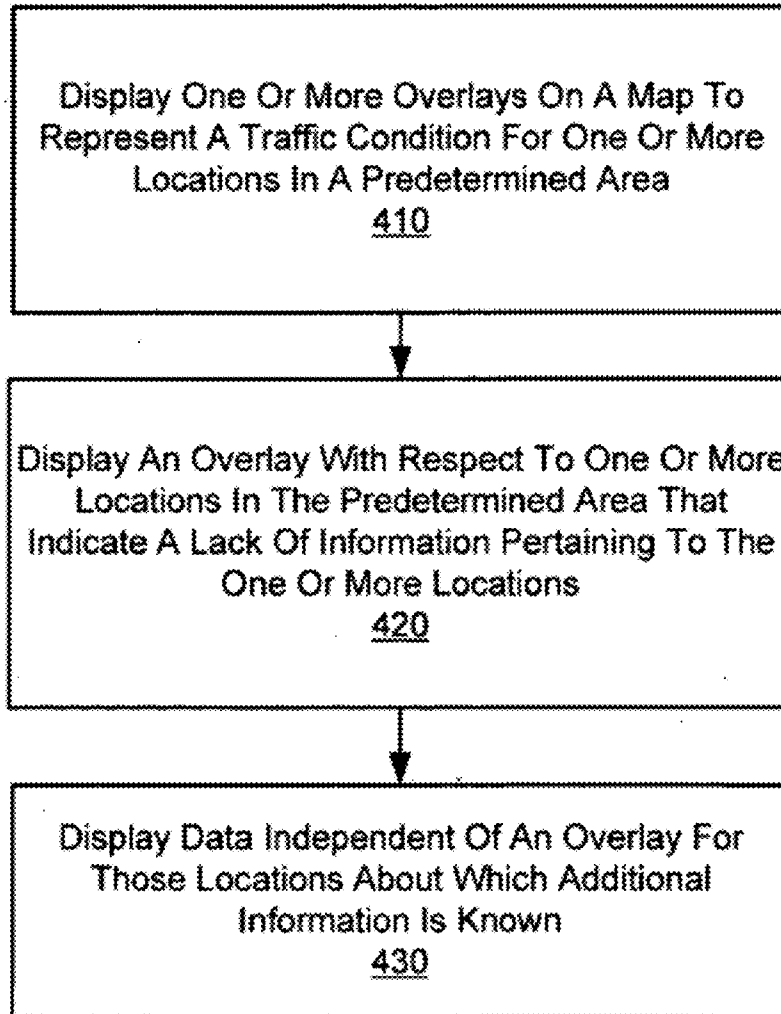 Display One Or More Overlays On A Map To
Represent A Traffic Condition For One Or More
Locations In A Predetermined Area
410
Display An Overlay With Respect To One Or More
Locations In The Predetermined Area That
Indicate A Lack Of Information Pertaining To The
One Or More Locations
420
Display Data Independent Of An Overlay For
Those Locations About Which Additional
Information Is Known
430